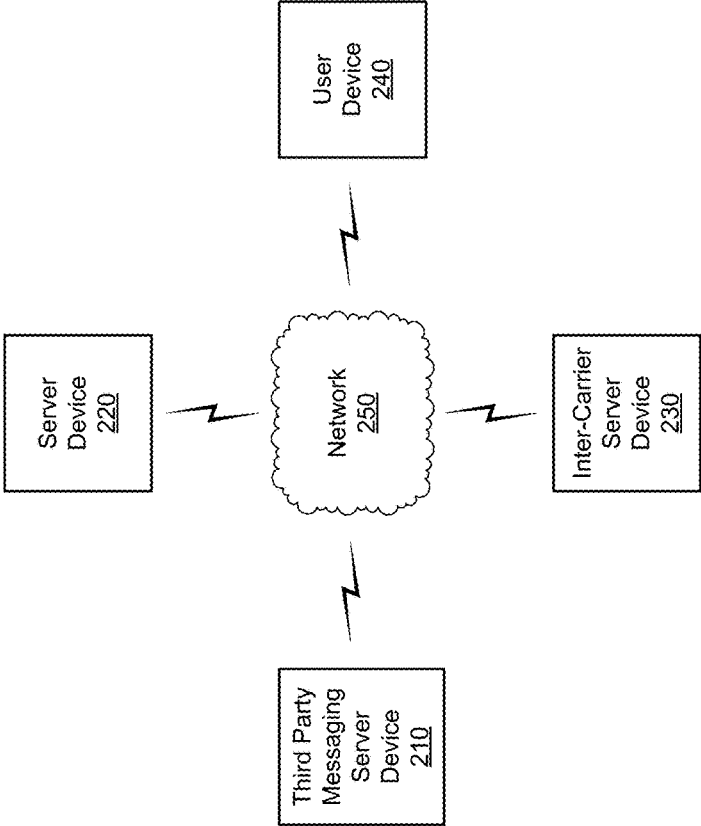 Third Party
Messaging
Server
Device
210
Server
Device
220
Network
250
Inter-Carrier
Server
Device
230
User
Device
240